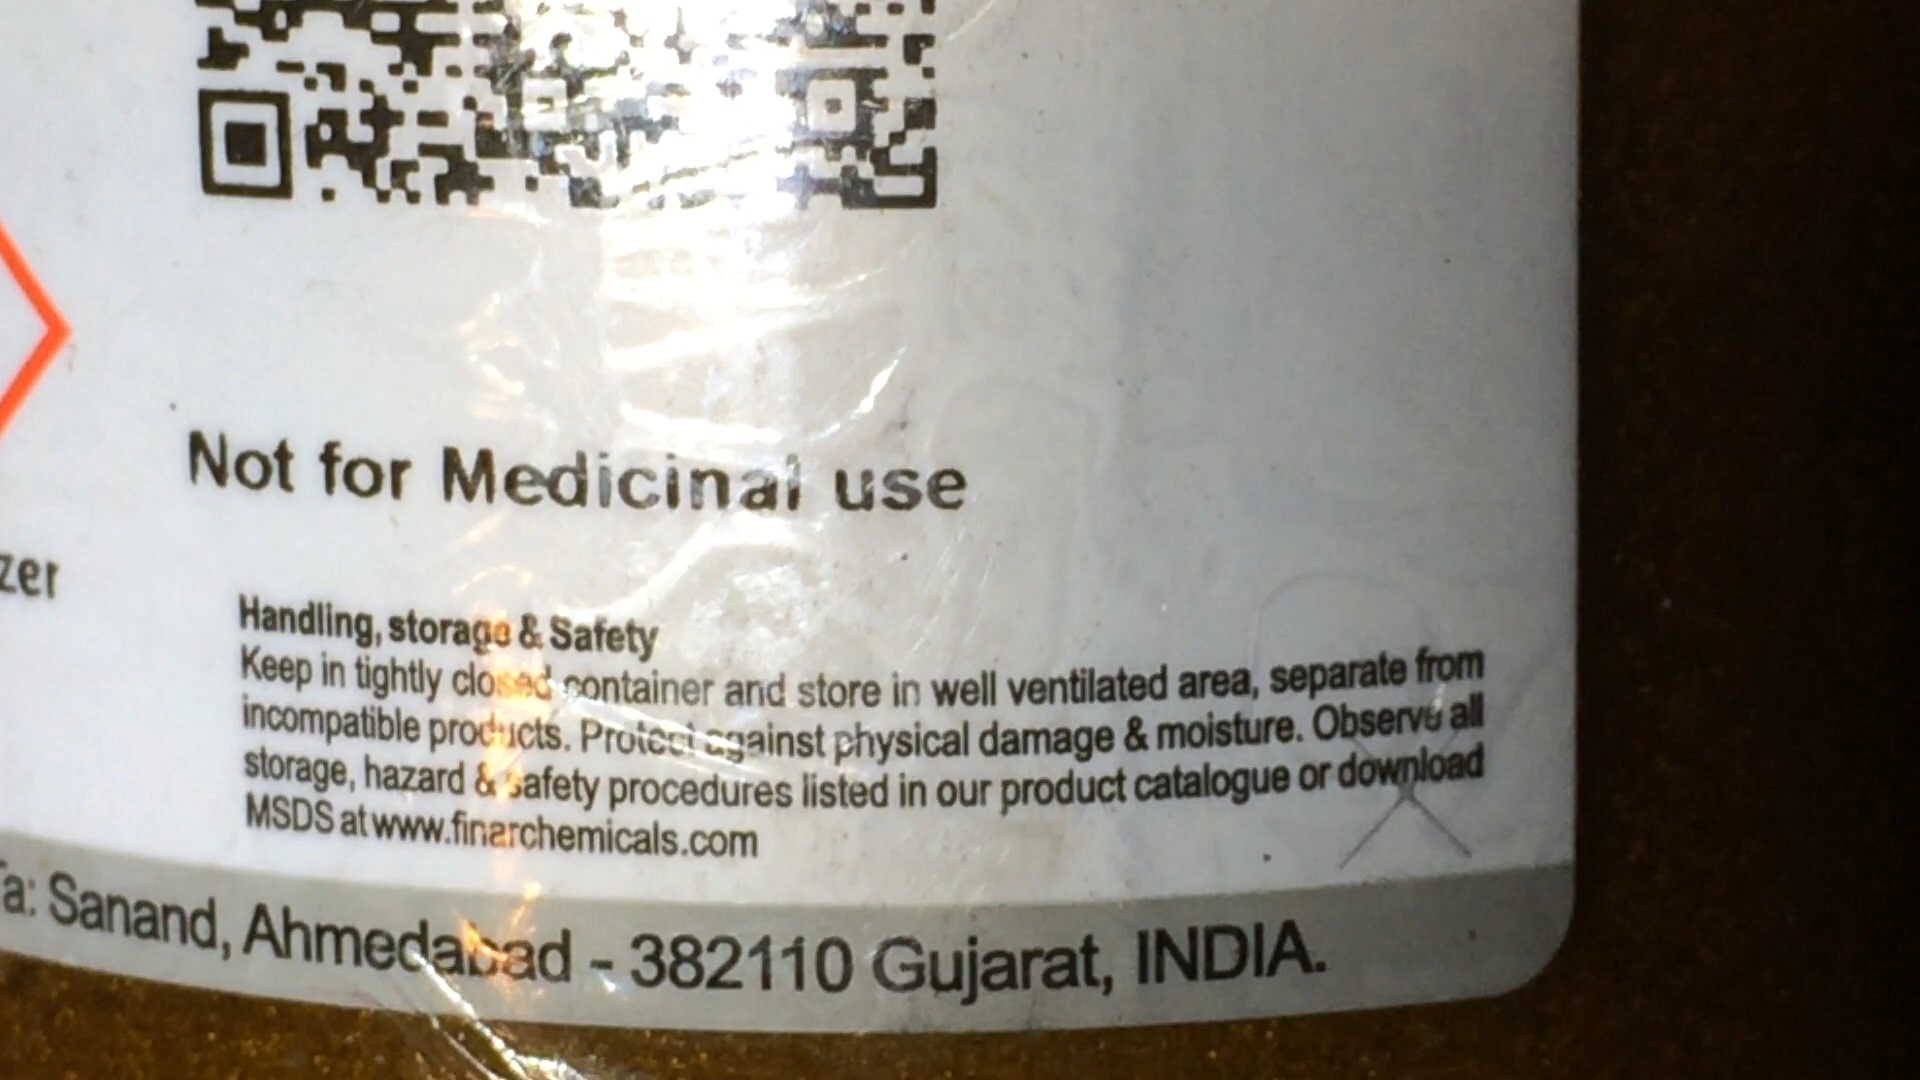 Not for Medicinal use
zer
Handling, storage & Safety
Keep in tightly closed container and store in well ventilated area, separate from
incompatible products. Protect against physical damage & moisture. Observe all
storage, hazard & safety procedures listed in our product catalogue or download
MSDS at www.finarchemicals.com
Ta: Sanand, Ahmedabad - 382110 Gujarat, INDIA.